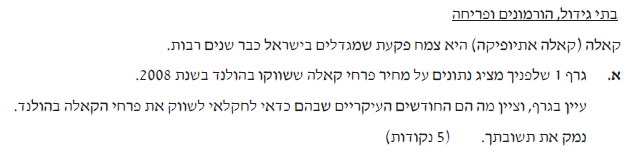 בתי גידול, הורמונים ופריחה
קאלה (קאלה אתיופיקה) היא צמח פקעת שמגדלים בישראל כבר שנים רבות.
א. גרף 1 שלפניך מציג נתונים על מחיר פרחי קאלה ששווקו בהולנד בשנת 2008.
עיין בגרף, וציין מה הם החודשים העיקריים שבהם כדאי לחקלאי לשווק את פרחי הקאלה בהולנד.
נמק את תשובתך. (5 נקודות)